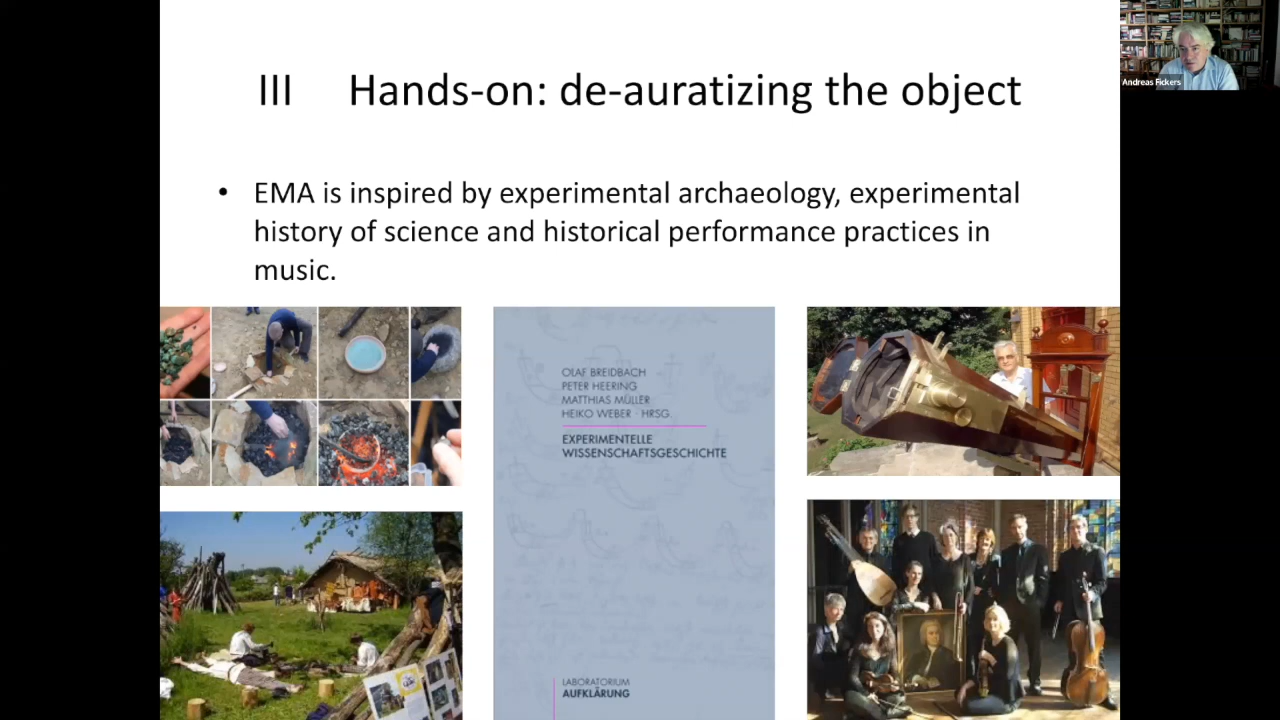 III Hands-on: de-auratizing the object
Andreas Fickers
• EMA is inspired by experimental archaeology, experimental
history of science and historical performance practices in
music.
OLAF BREIDBACH
PETER HEERING
MATTHIAS MÜLLER
HEIKO WEBER · HRSG.
EXPERIMENTELLE
WISSENSCHAFTSGESCHICHTE
LABORATORIUM
AUFKLÄRUNG